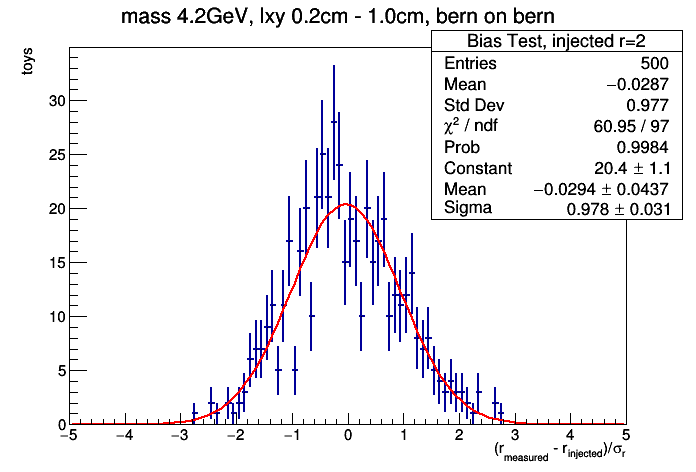 mass 4.2GeV, lxy 0.2cm - 1.0cm, bern on bern
Bias Test, injected r=2
Entries 500
Mean −0.0287
Std Dev 0.977
χ² / ndf 60.95 / 97
Prob 0.9984
Constant 20.4 ± 1.1
Mean −0.0294 ± 0.0437
Sigma 0.978 ± 0.031
toys
30
25
20
15
10
5
0
−5 −4 −3 −2 −1 0 1 2 3 4 5
(r_measured - r_injected)/σ_r